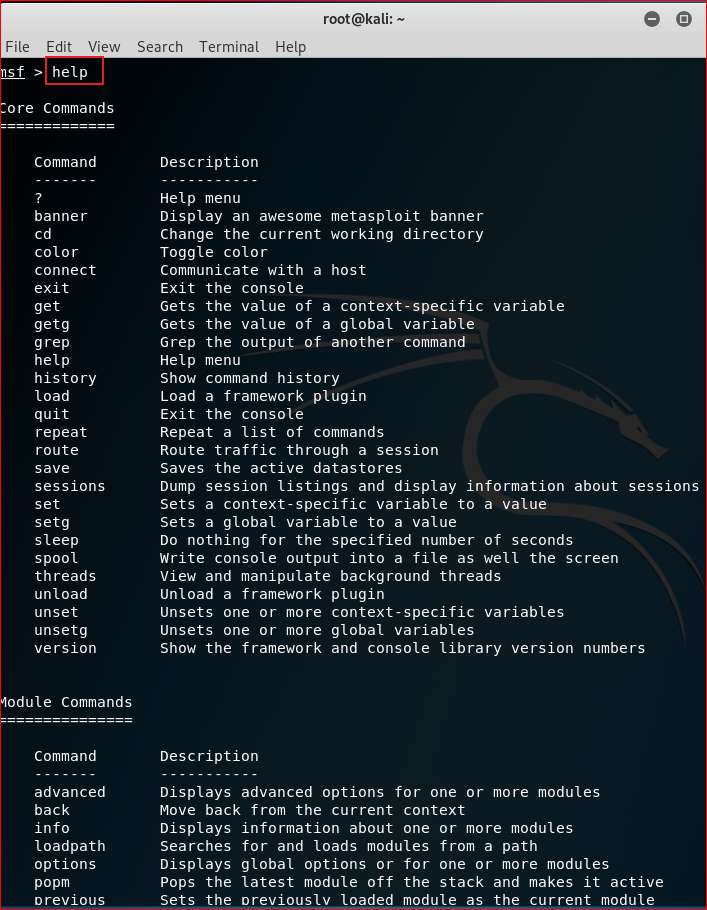 root@kali: ~
File Edit View Search Terminal Help
msf > help
Core Commands
=============
Command Description
------- -----------
? Help menu
banner Display an awesome metasploit banner
cd Change the current working directory
color Toggle color
connect Communicate with a host
exit Exit the console
get Gets the value of a context-specific variable
getg Gets the value of a global variable
grep Grep the output of another command
help Help menu
history Show command history
load Load a framework plugin
quit Exit the console
repeat Repeat a list of commands
route Route traffic through a session
save Saves the active datastores
sessions Dump session listings and display information about sessions
set Sets a context-specific variable to a value
setg Sets a global variable to a value
sleep Do nothing for the specified number of seconds
spool Write console output into a file as well the screen
threads View and manipulate background threads
unload Unload a framework plugin
unset Unsets one or more context-specific variables
unsetg Unsets one or more global variables
version Show the framework and console library version numbers
Module Commands
===============
Command Description
------- -----------
advanced Displays advanced options for one or more modules
back Move back from the current context
info Displays information about one or more modules
loadpath Searches for and loads modules from a path
options Displays global options or for one or more modules
popm Pops the latest module off the stack and makes it active
previous Sets the previously loaded module as the current module